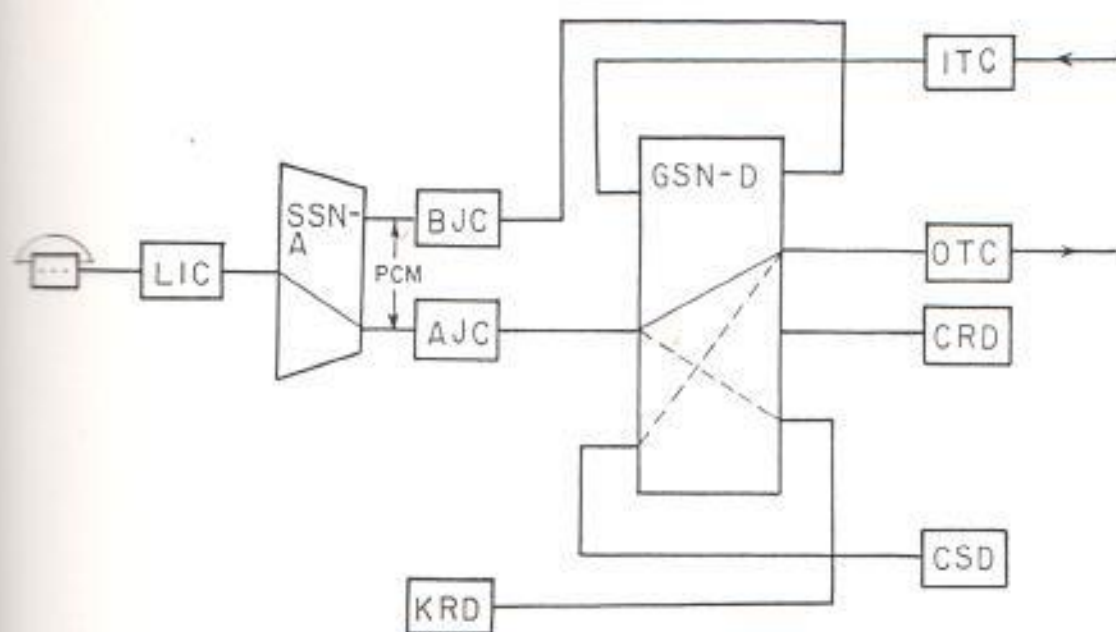 ITC
GSN-D
SSN-
A
BJC
LIC
PCM
OTC
AJC
CRD
CSD
KRD